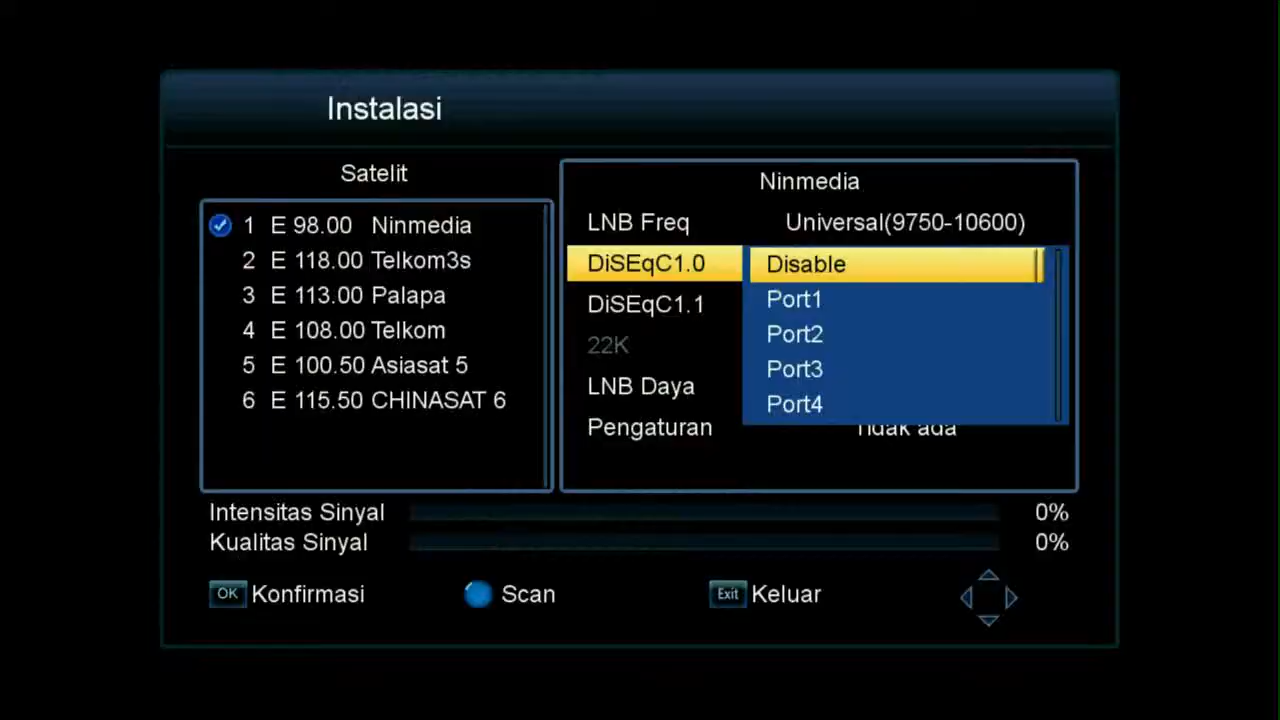 Instalasi
Satelit
1 E 98.00 Ninmedia
2 E 118.00 Telkom3s
3 E 113.00 Palapa
4 E 108.00 Telkom
5 E 100.50 Asiasat 5
6 E 115.50 CHINASAT 6
Ninmedia
LNB Freq Universal(9750-10600)
DiSEqC1.0 Disable
Port1
DiSEqC1.1
Port2
22K
Port3
LNB Daya
Port4
Pengaturan Tidak ada
Intensitas Sinyal 0%
Kualitas Sinyal 0%
OK Konfirmasi Scan Exit Keluar